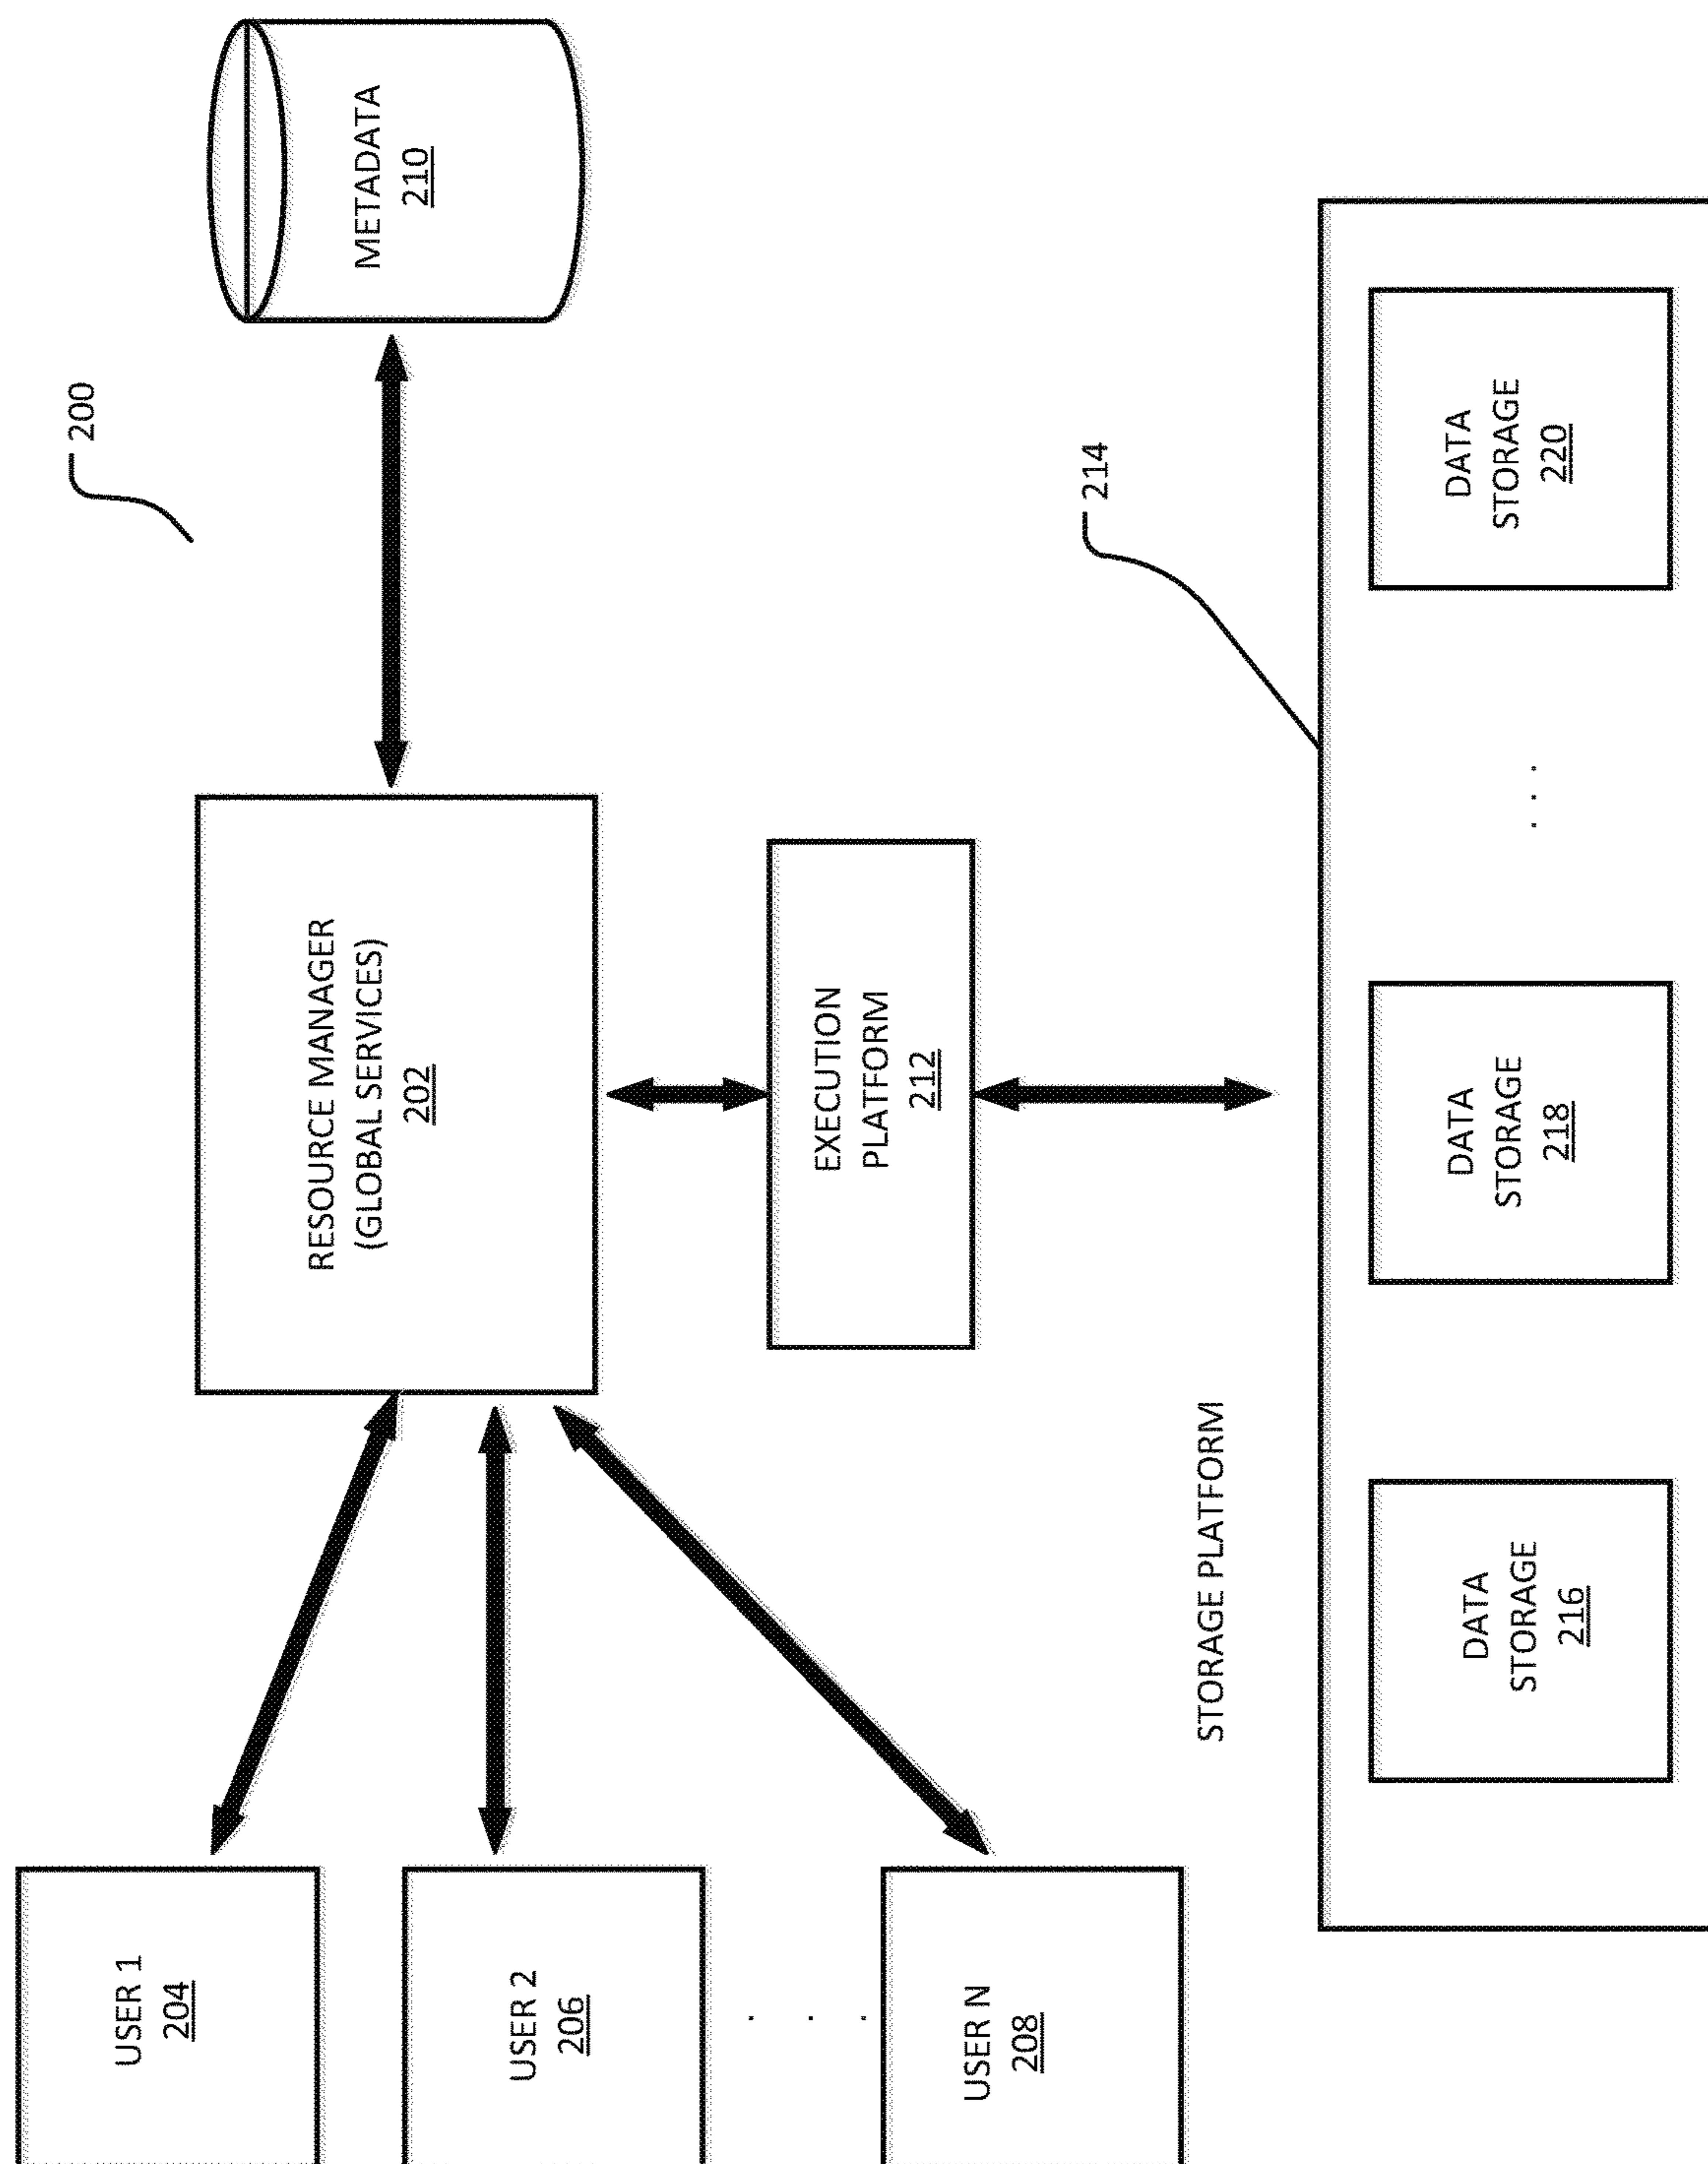 200
USER 1
204
USER 2
206
. . .
USER N
208
RESOURCE MANAGER
(GLOBAL SERVICES)
202
METADATA
210
EXECUTION
PLATFORM
212
STORAGE PLATFORM
214
DATA
STORAGE
216
DATA
STORAGE
218
. . .
DATA
STORAGE
220